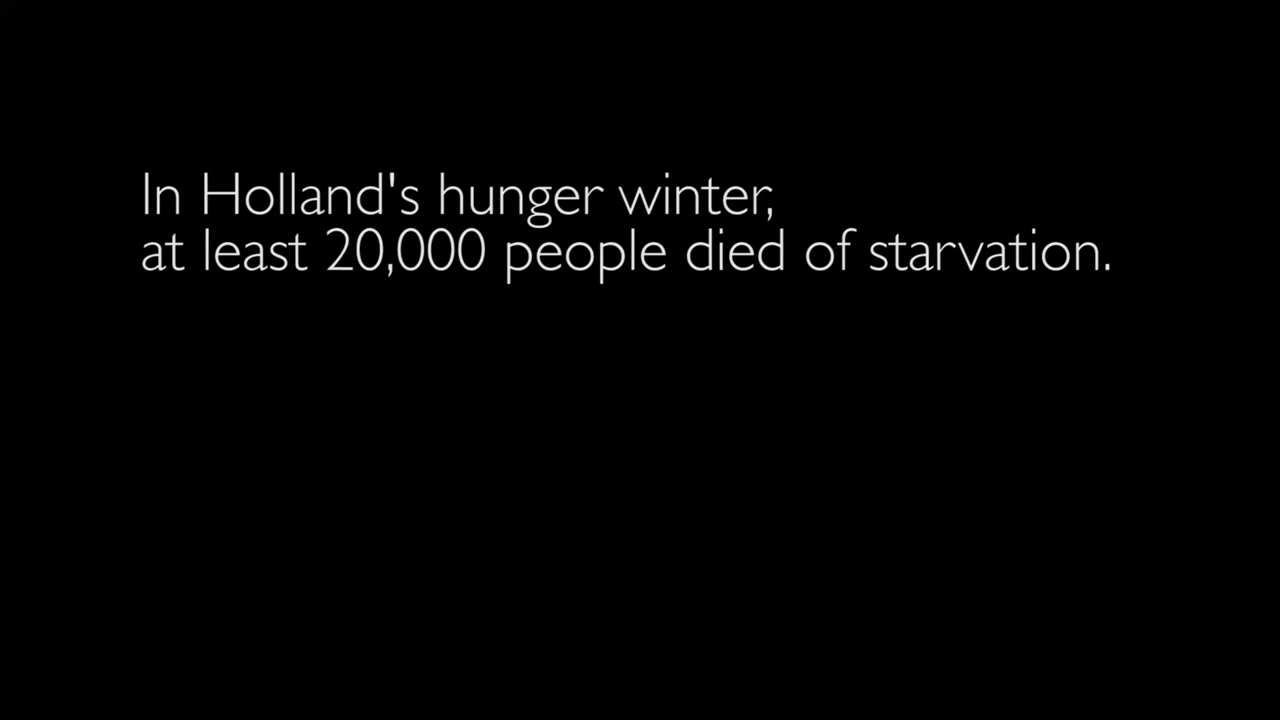 In Holland's hunger winter,
at least 20,000 people died of starvation.